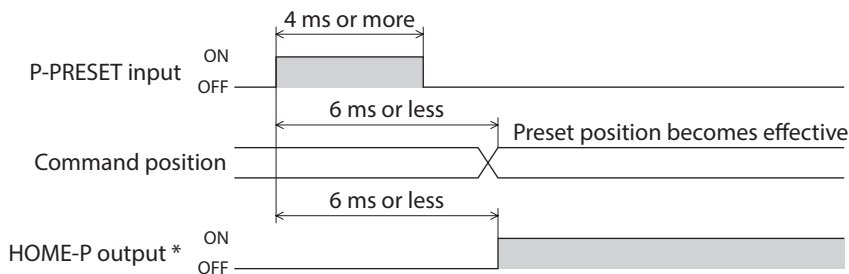 4 ms or more
P-PRESET input
ON
OFF
6 ms or less
Preset position becomes effective
Command position
6 ms or less
HOME-P output *
ON
OFF